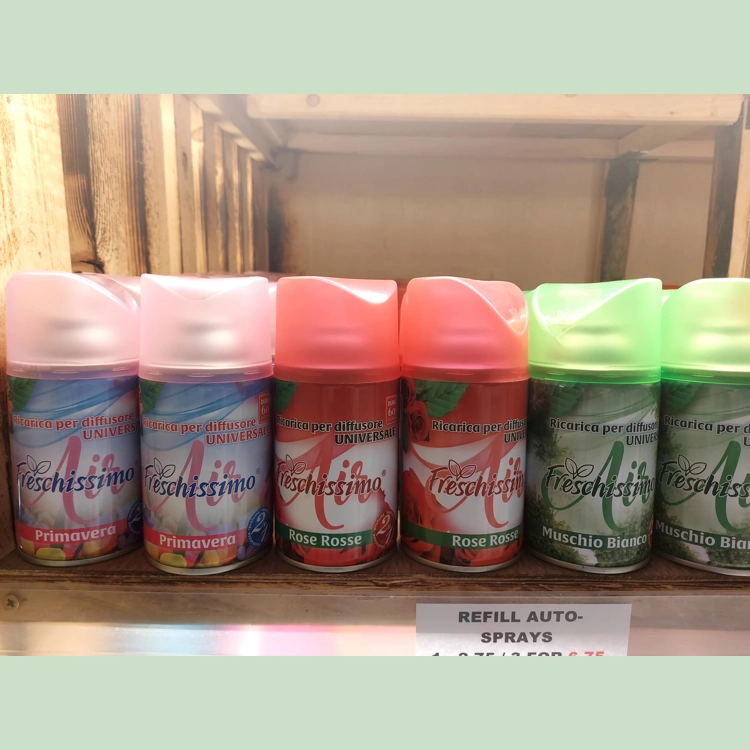 Ricarica per diffusore
UNIVERSALE
Air
Freschissimo
Primavera
Ricarica per diffusore
UNIVERSALE
Air
Freschissimo
Primavera
2
Ricarica per diffusore
UNIVERSALE
Air
Freschissimo
Rose Rosse
2
Ricarica per diffusore
Air
Freschissimo
Rose Rosse
Ricarica per diffusore
Air
Freschissimo
Muschio Bianco
Ricarica per
Muschio
REFILL AUTO-
SPRAYS